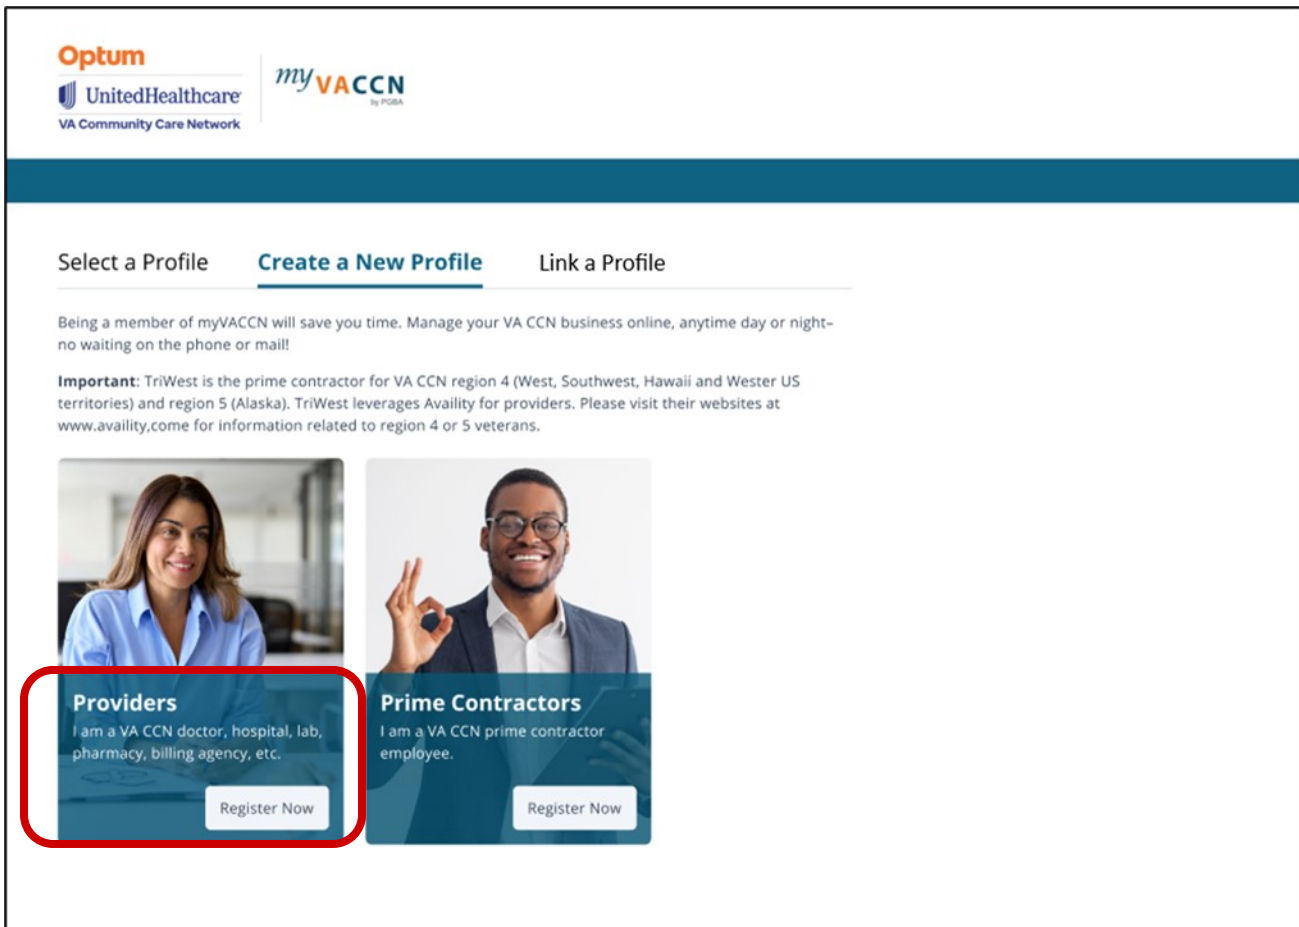 Optum
UnitedHealthcare
VA Community Care Network
my VACCN
by PGBA
Select a Profile
Create a New Profile
Link a Profile
Being a member of myVACCN will save you time. Manage your VA CCN business online, anytime day or night–
no waiting on the phone or mail!
Important: TriWest is the prime contractor for VA CCN region 4 (West, Southwest, Hawaii and Wester US
territories) and region 5 (Alaska). TriWest leverages Availity for providers. Please visit their websites at
www.availity,come for information related to region 4 or 5 veterans.
Providers
I am a VA CCN doctor, hospital, lab,
pharmacy, billing agency, etc.
Register Now
Prime Contractors
I am a VA CCN prime contractor
employee.
Register Now